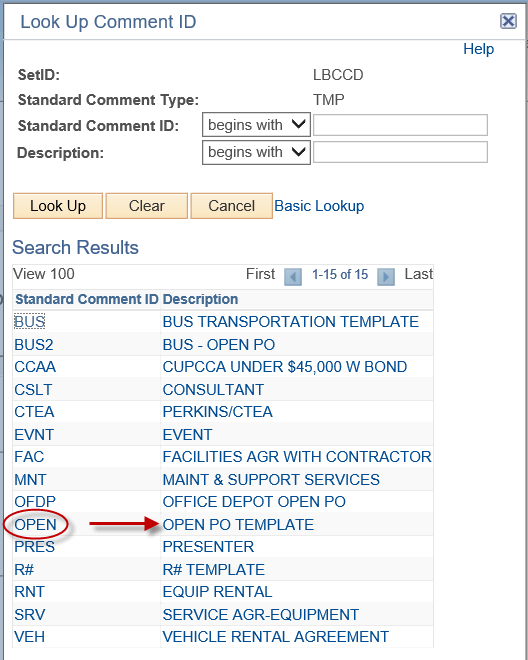 Look Up Comment ID
Help
SetID: LBCCD
Standard Comment Type: TMP
Standard Comment ID: begins with
Description: begins with
Look Up Clear Cancel Basic Lookup
Search Results
View 100 First 1-15 of 15 Last
Standard Comment ID Description
BUS BUS TRANSPORTATION TEMPLATE
BUS2 BUS - OPEN PO
CCAA CUPCCA UNDER $45,000 W BOND
CSLT CONSULTANT
CTEA PERKINS/CTEA
EVNT EVENT
FAC FACILITIES AGR WITH CONTRACTOR
MNT MAINT & SUPPORT SERVICES
OFDP OFFICE DEPOT OPEN PO
OPEN OPEN PO TEMPLATE
PRES PRESENTER
R# R# TEMPLATE
RNT EQUIP RENTAL
SRV SERVICE AGR-EQUIPMENT
VEH VEHICLE RENTAL AGREEMENT